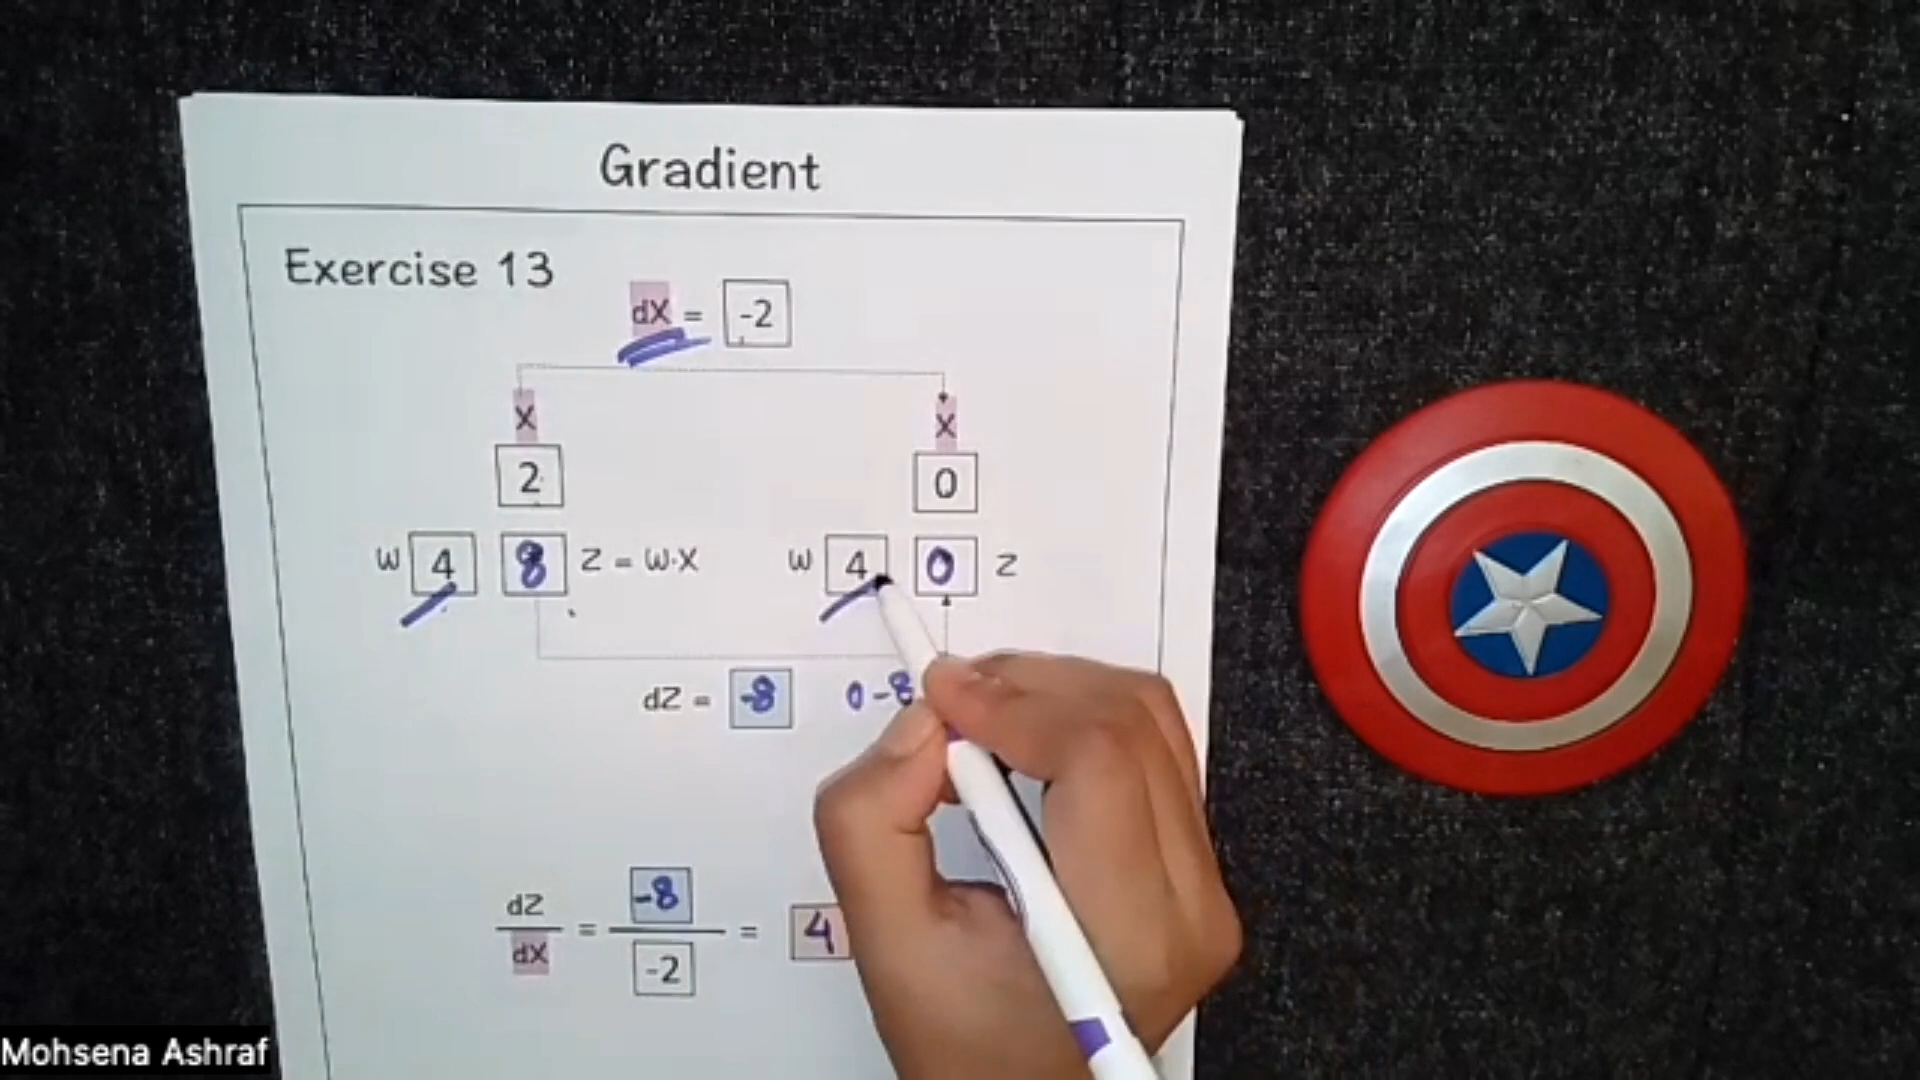 Gradient
Exercise 13
dX = -2
X X
2 0
W 4 8 Z = W·X W 4 0 Z
dZ = -8 0-8
dZ/dX = -8/-2 = 4
Mohsena Ashraf